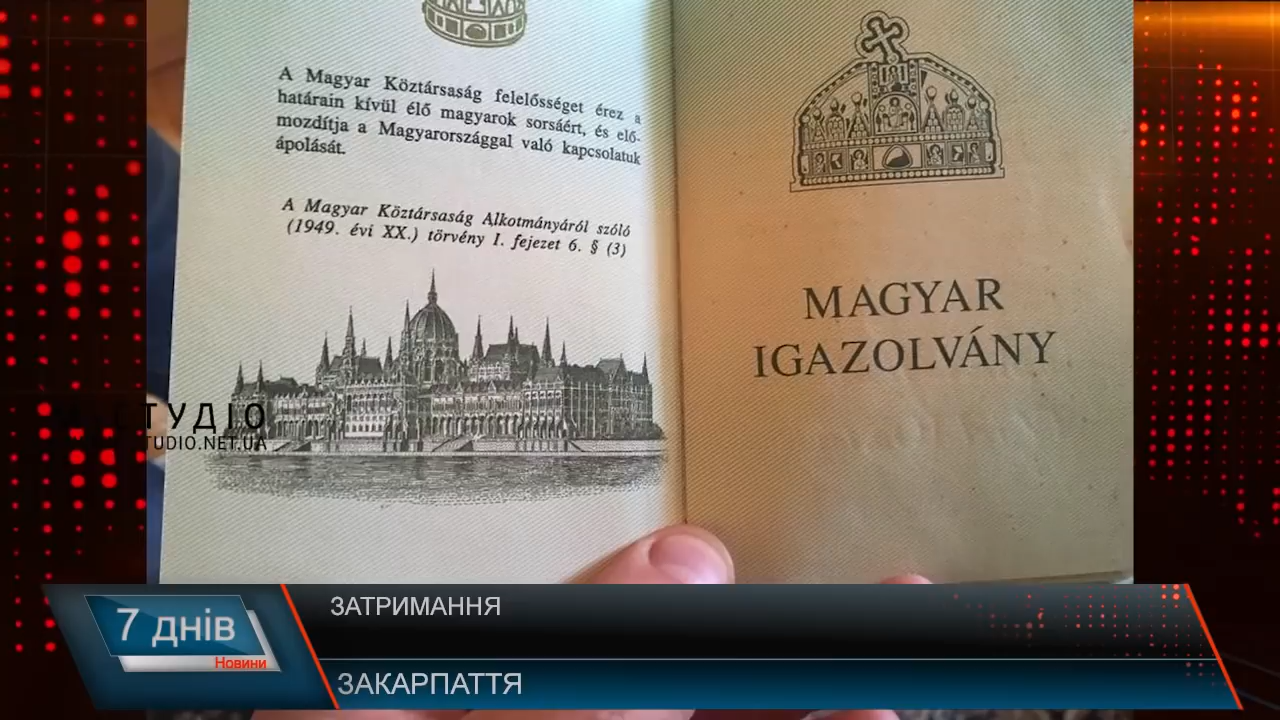 A Magyar Köztársaság felelősséget érez a
határain kívül élő magyarok sorsáért, és elő-
mozdítja a Magyarországgal való kapcsolatuk
ápolását.
A Magyar Köztársaság Alkotmányáról szóló
(1949. évi XX.) törvény I. fejezet 6. § (3)
MAGYAR
IGAZOLVÁNY
ТУДІО
TUDIO.NET.UA
7 днів
Новини
ЗАТРИМАННЯ
ЗАКАРПАТТЯ